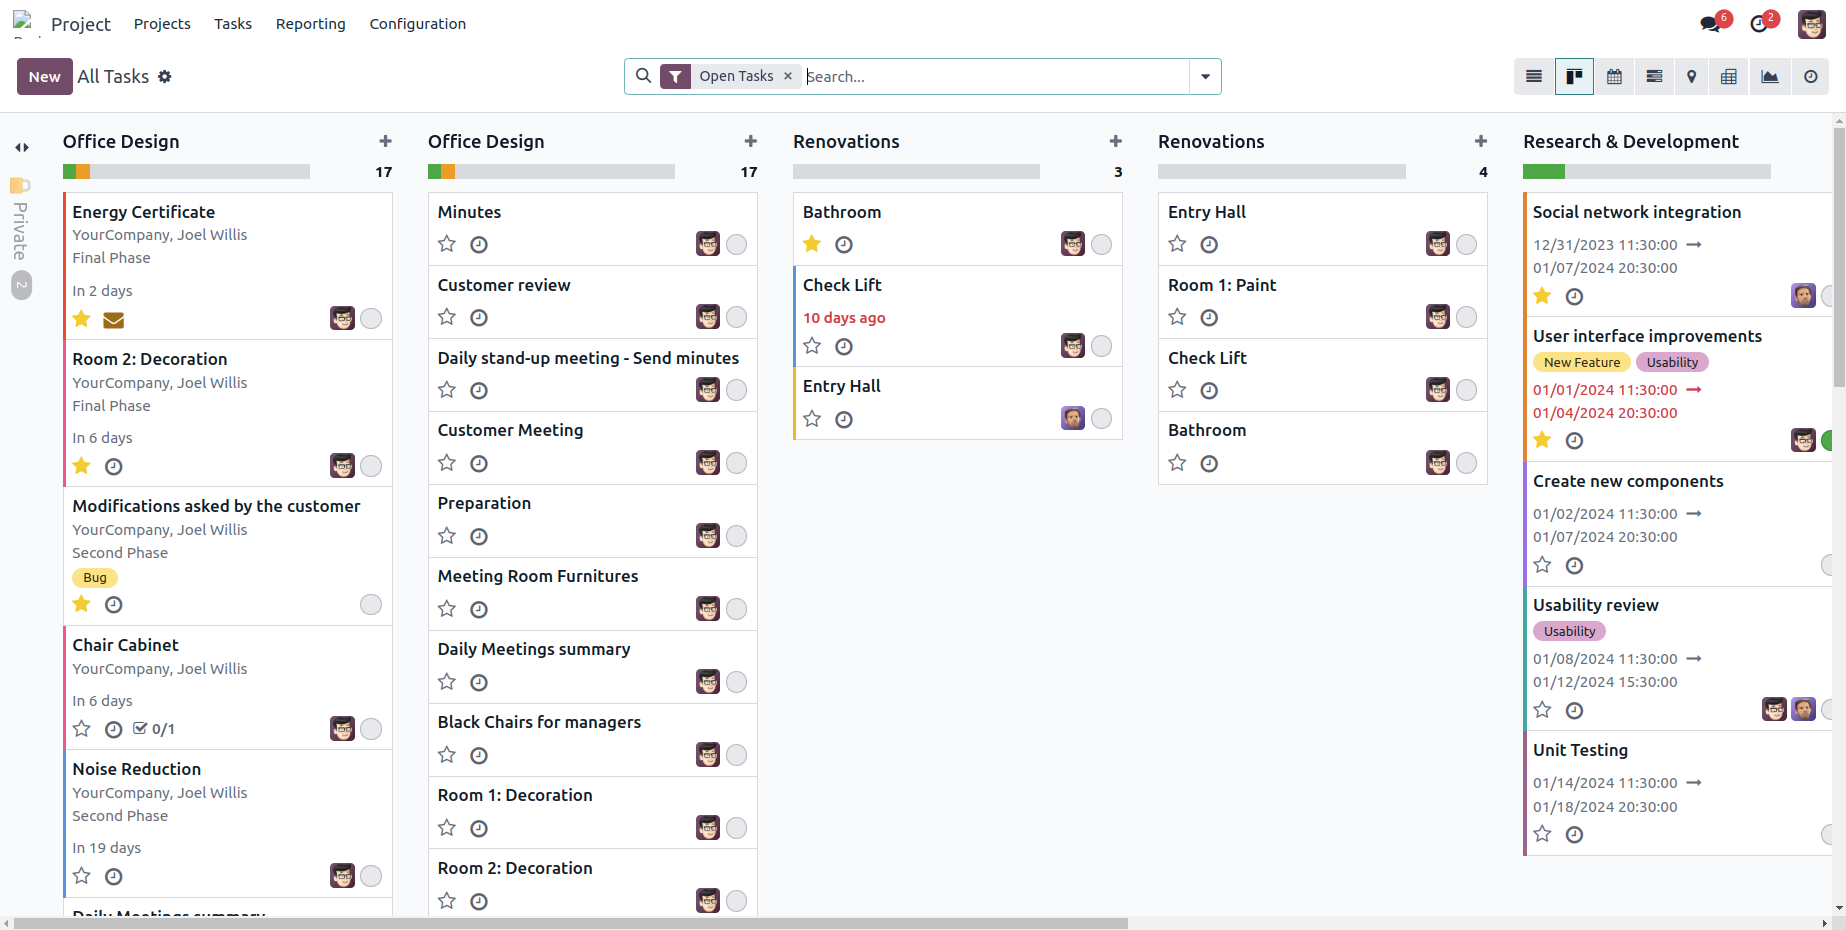 Project
Projects
Tasks
Reporting
Configuration
6
2
New
All Tasks
Open Tasks ×
Search...
Private
2
Office Design
17
Energy Certificate
YourCompany, Joel Willis
Final Phase
In 2 days
Room 2: Decoration
YourCompany, Joel Willis
Final Phase
In 6 days
Modifications asked by the customer
YourCompany, Joel Willis
Second Phase
Bug
Chair Cabinet
YourCompany, Joel Willis
In 6 days
0/1
Noise Reduction
YourCompany, Joel Willis
Second Phase
In 19 days
Daily Meetings summary
Office Design
17
Minutes
Customer review
Daily stand-up meeting - Send minutes
Customer Meeting
Preparation
Meeting Room Furnitures
Daily Meetings summary
Black Chairs for managers
Room 1: Decoration
Room 2: Decoration
Renovations
3
Bathroom
Check Lift
10 days ago
Entry Hall
Renovations
4
Entry Hall
Room 1: Paint
Check Lift
Bathroom
Research & Development
Social network integration
12/31/2023 11:30:00 →
01/07/2024 20:30:00
User interface improvements
New Feature
Usability
01/01/2024 11:30:00 →
01/04/2024 20:30:00
Create new components
01/02/2024 11:30:00 →
01/07/2024 20:30:00
Usability review
Usability
01/08/2024 11:30:00 →
01/12/2024 15:30:00
Unit Testing
01/14/2024 11:30:00 →
01/18/2024 20:30:00